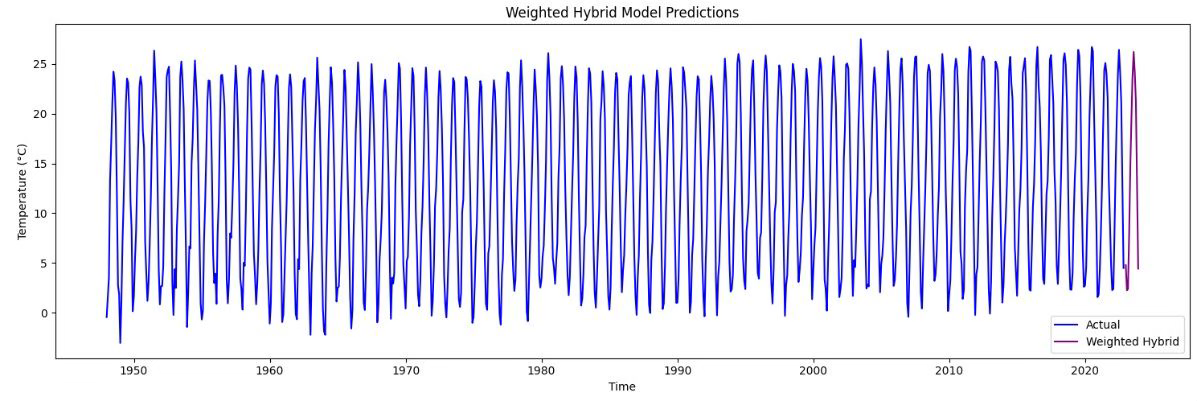 Weighted Hybrid Model Predictions
Temperature (°C)
25
20
15
10
5
0
1950 1960 1970 1980 1990 2000 2010 2020
Time
Actual
Weighted Hybrid